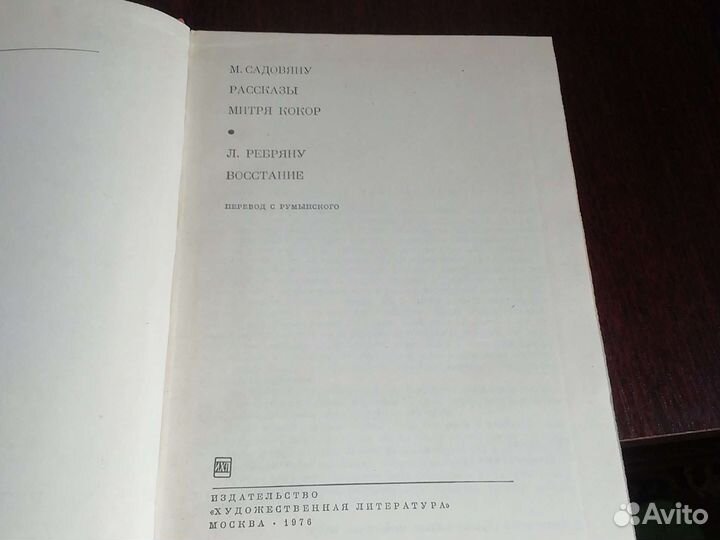 М. САДОВЯНУ
РАССКАЗЫ
МИТРЯ КОКОР
•
Л. РЕБРЯНУ
ВОССТАНИЕ
ПЕРЕВОД С РУМЫНСКОГО
ИЗДАТЕЛЬСТВО
«ХУДОЖЕСТВЕННАЯ ЛИТЕРАТУРА»
МОСКВА · 1976
Avito